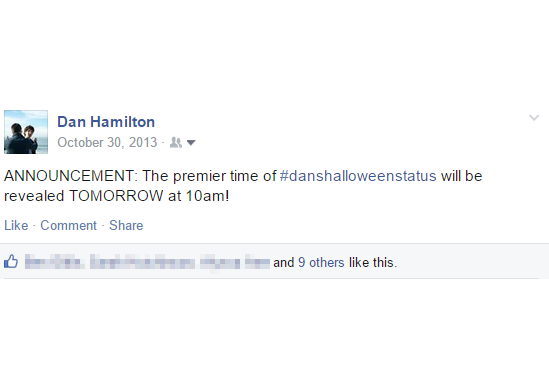 Dan Hamilton
October 30, 2013 ·
ANNOUNCEMENT: The premier time of #danshalloweenstatus will be
revealed TOMORROW at 10am!
Like · Comment · Share
and 9 others like this.